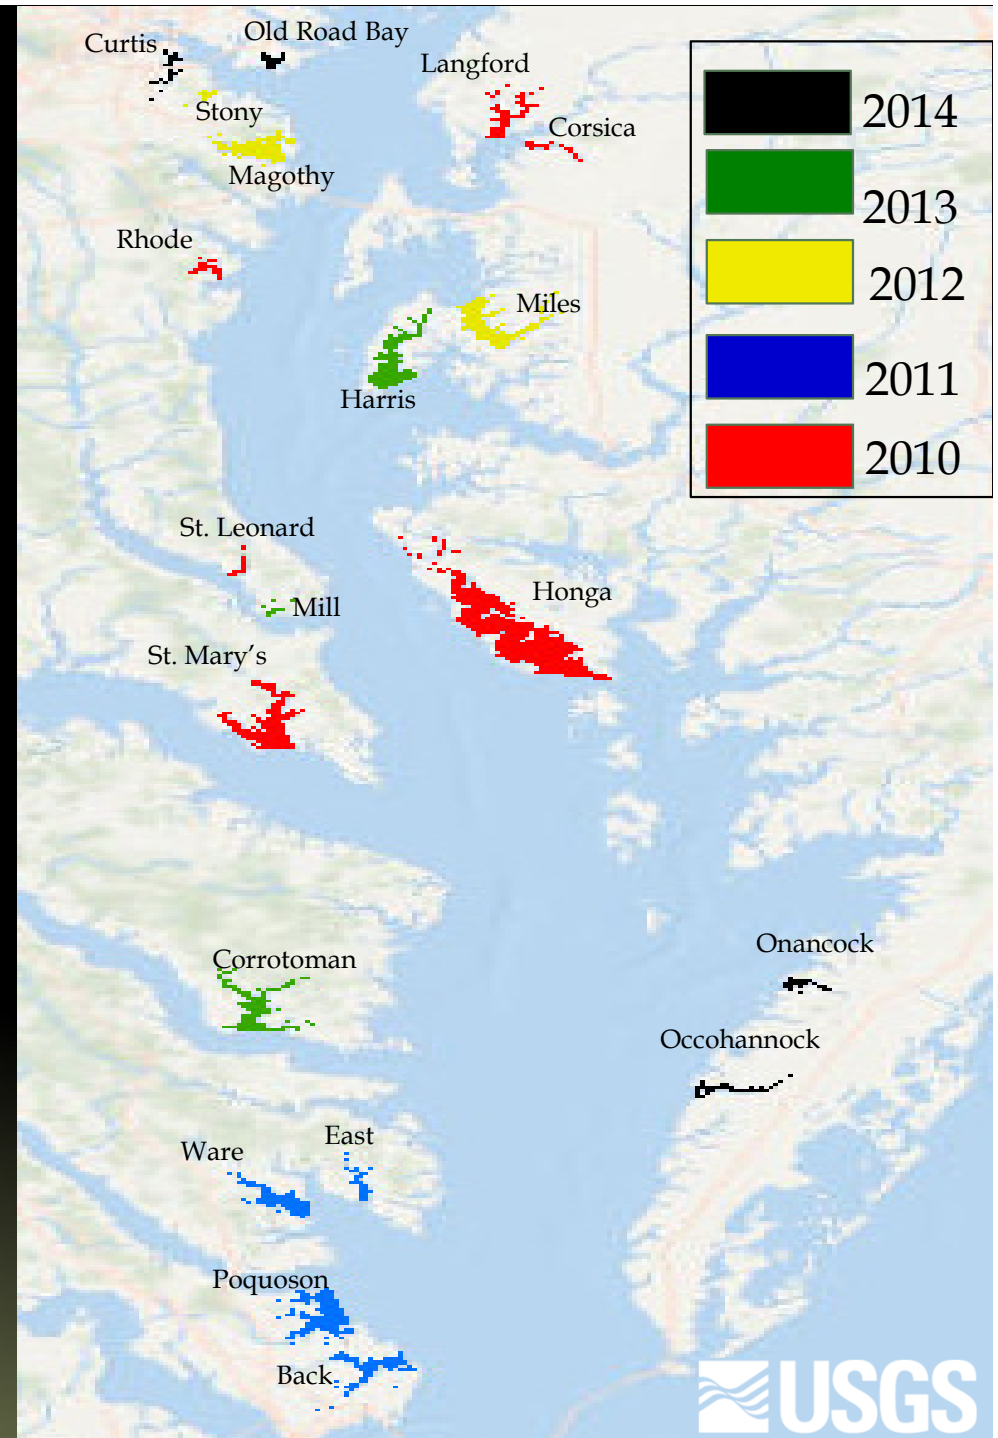 Curtis
Old Road Bay
Langford
Stony
Corsica
Magothy
Rhode
Miles
Harris
St. Leonard
Honga
Mill
St. Mary's
Corrotoman
Onancock
Occohannock
East
Ware
Poquoson
Back
2014
2013
2012
2011
2010
USGS